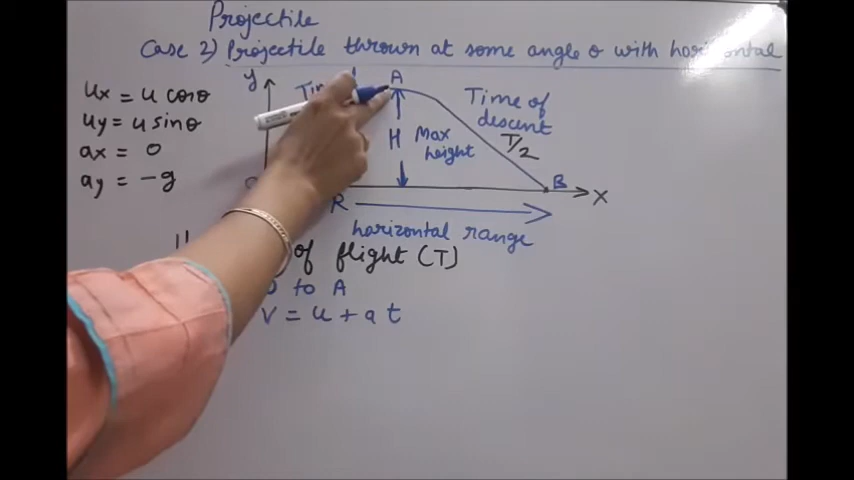 Projectile
Case 2) Projectile thrown at some angle θ with horizontal
ux = u cosθ
uy = u sinθ
ax = 0
ay = -g
y
A
H
Max
height
Time of
descent
T/2
B
X
R
horizontal range
of flight (T)
to A
V = u + a t